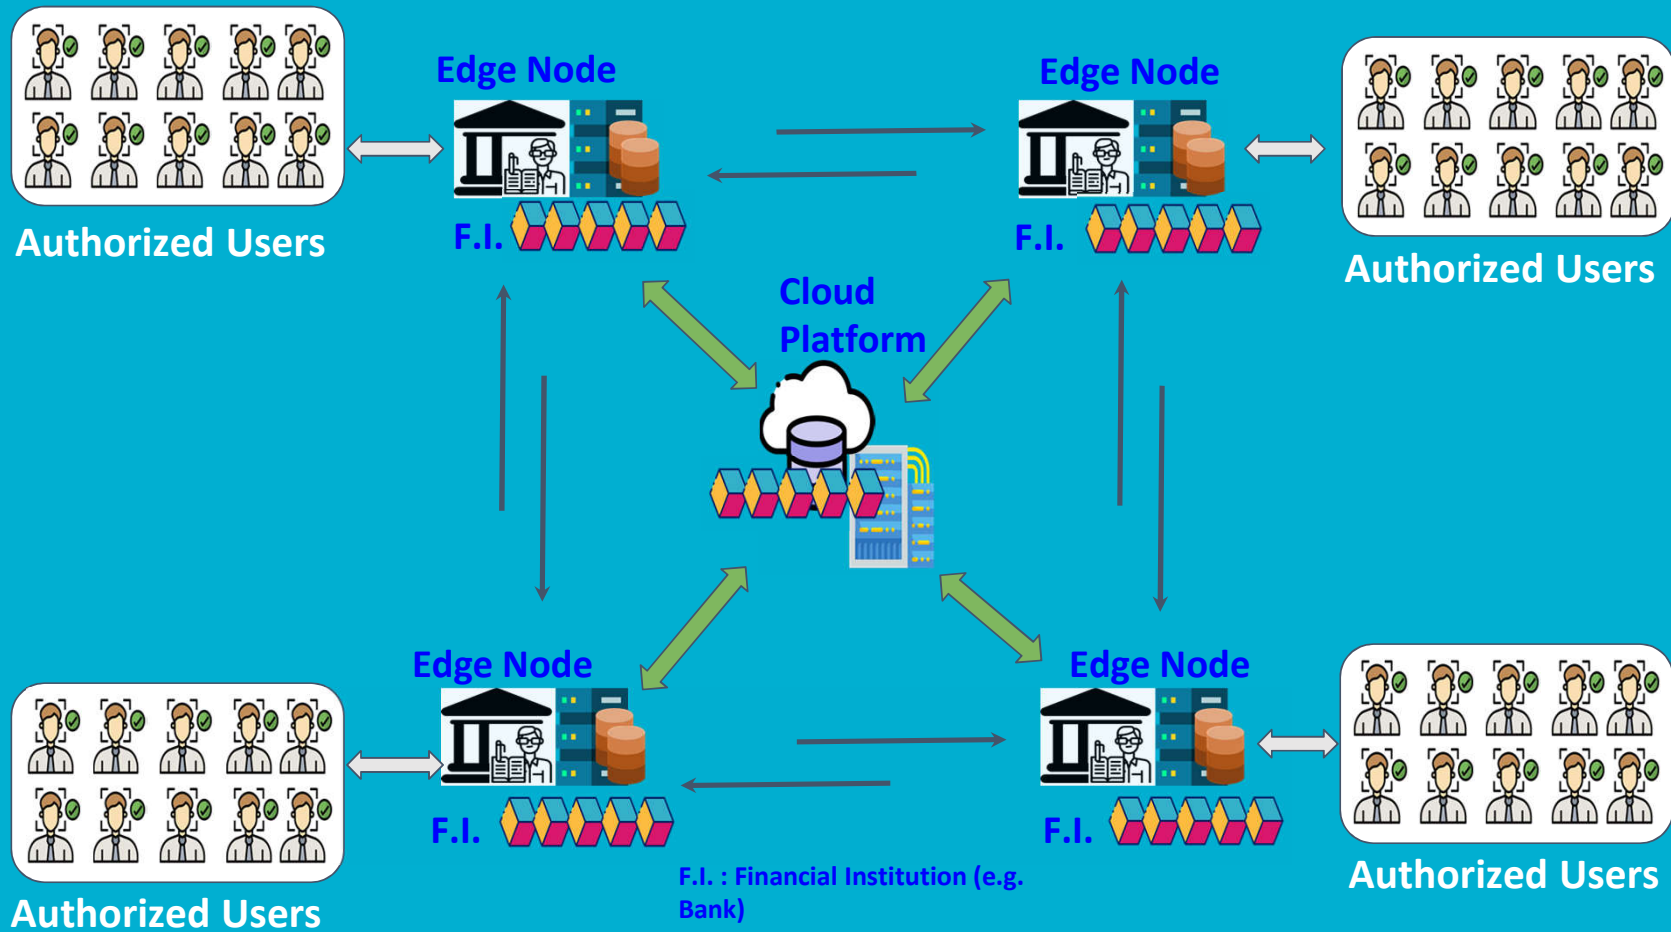 Edge Node
Edge Node
F.I.
F.I.
Authorized Users
Authorized Users
Cloud
Platform
Edge Node
Edge Node
F.I.
F.I.
Authorized Users
Authorized Users
F.I. : Financial Institution (e.g.
Bank)